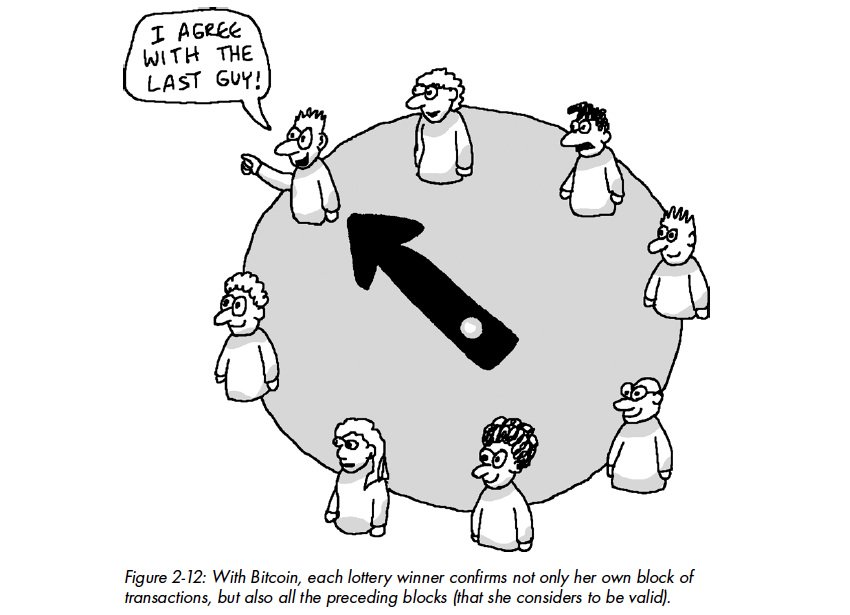 I AGREE
WITH THE
LAST GUY!
Figure 2-12: With Bitcoin, each lottery winner confirms not only her own block of
transactions, but also all the preceding blocks (that she considers to be valid).